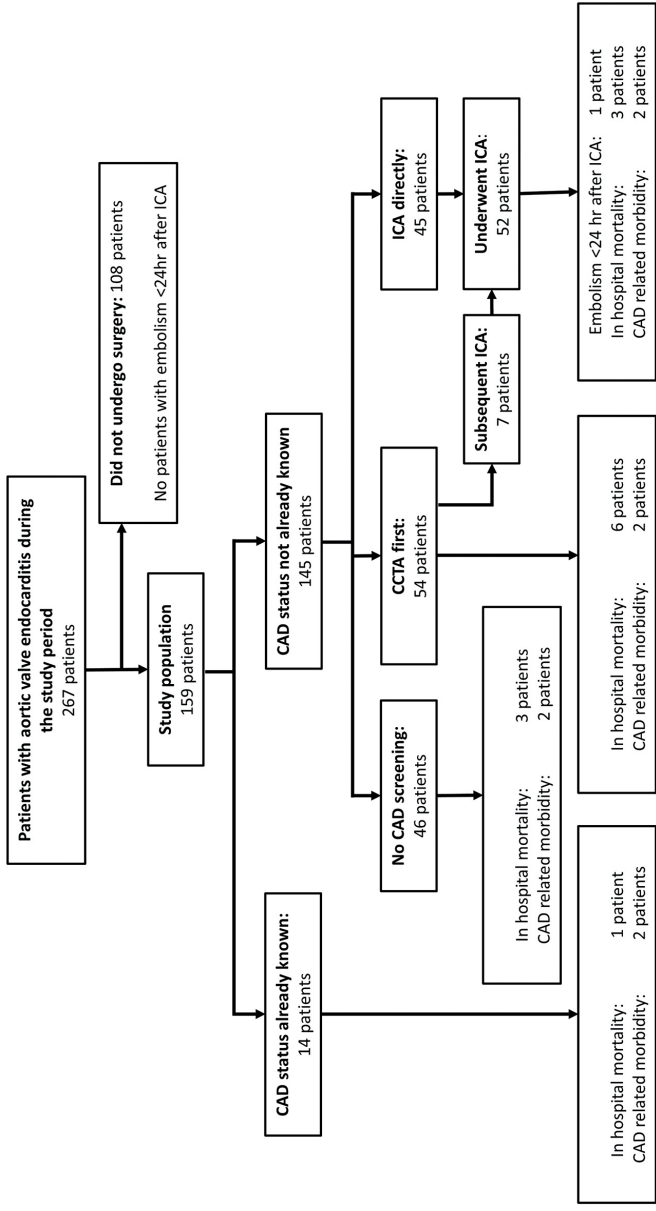 Patients with aortic valve endocarditis during
the study period
267 patients
Did not undergo surgery: 108 patients
No patients with embolism <24hr after ICA
Study population
159 patients
CAD status already known:
14 patients
CAD status not already known
145 patients
No CAD screening:
46 patients
CCTA first:
54 patients
ICA directly:
45 patients
Subsequent ICA:
7 patients
Underwent ICA:
52 patients
In hospital mortality: 3 patients
CAD related morbidity: 2 patients
In hospital mortality: 1 patient
CAD related morbidity: 2 patients
In hospital mortality: 6 patients
CAD related morbidity: 2 patients
Embolism <24 hr after ICA: 1 patient
In hospital mortality: 3 patients
CAD related morbidity: 2 patients